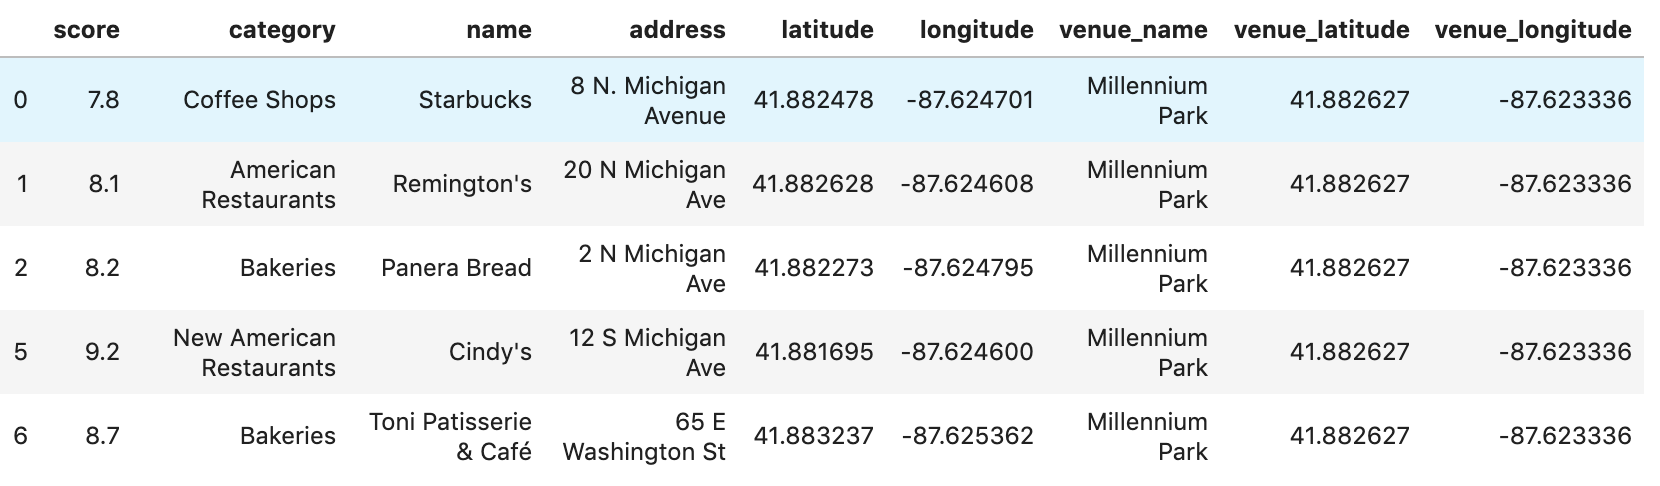 score category name address latitude longitude venue_name venue_latitude venue_longitude
0 7.8 Coffee Shops Starbucks 8 N. Michigan Avenue 41.882478 -87.624701 Millennium Park 41.882627 -87.623336
1 8.1 American Restaurants Remington's 20 N Michigan Ave 41.882628 -87.624608 Millennium Park 41.882627 -87.623336
2 8.2 Bakeries Panera Bread 2 N Michigan Ave 41.882273 -87.624795 Millennium Park 41.882627 -87.623336
5 9.2 New American Restaurants Cindy's 12 S Michigan Ave 41.881695 -87.624600 Millennium Park 41.882627 -87.623336
6 8.7 Bakeries Toni Patisserie & Café 65 E Washington St 41.883237 -87.625362 Millennium Park 41.882627 -87.623336